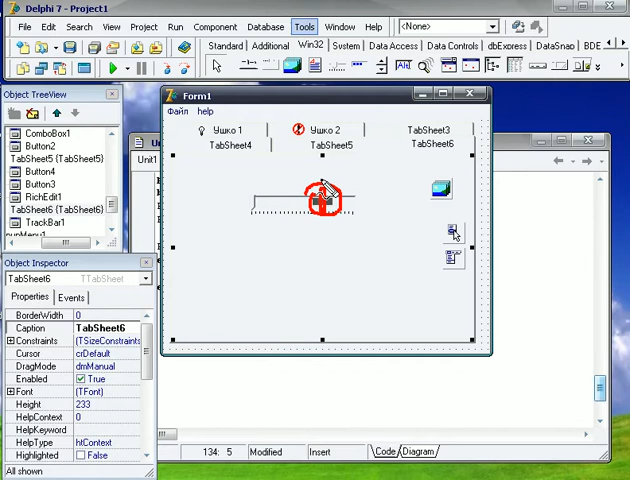 Delphi 7 - Project1
File Edit Search View Project Run Component Database Tools Window Help <None>
Standard Additional Win32 System Data Access Data Controls dbExpress DataSnap BDE
Object TreeView
ComboBox1
Button2
TabSheet5 {TabSheet5}
Button4
Button3
RichEdit1
TabSheet6 {TabSheet6}
TrackBar1
Form1
Файл help
Ушко 1 Ушко 2 TabSheet3
TabSheet4 TabSheet5 TabSheet6
Unit1
Object Inspector
TabSheet6 TTabSheet
Properties Events
BorderWidth 0
Caption TabSheet6
Constraints (TSizeConstraints
Cursor crDefault
DragMode dmManual
Enabled True
Font (TFont)
Height 233
HelpContext 0
HelpKeyword
HelpType htContext
Highlighted False
All shown
134: 5 Modified Insert Code Diagram